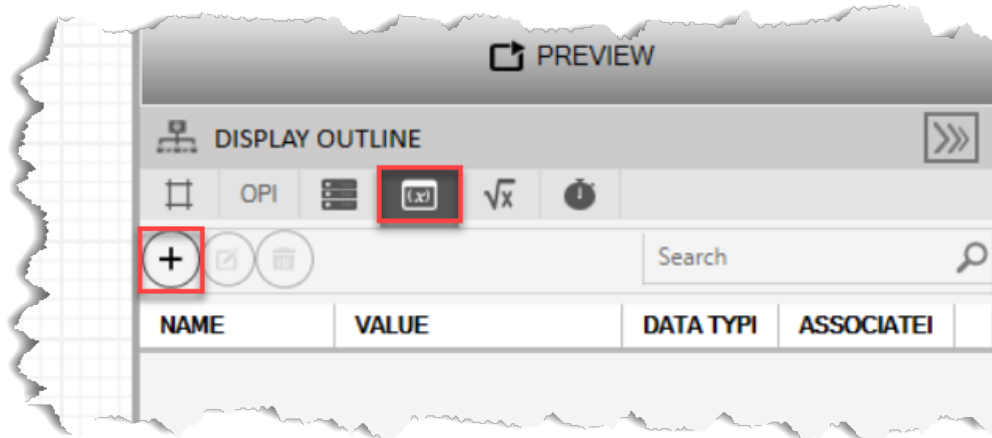 PREVIEW
DISPLAY OUTLINE
OPI (x) √x
Search
NAME VALUE DATA TYPI ASSOCIATEI